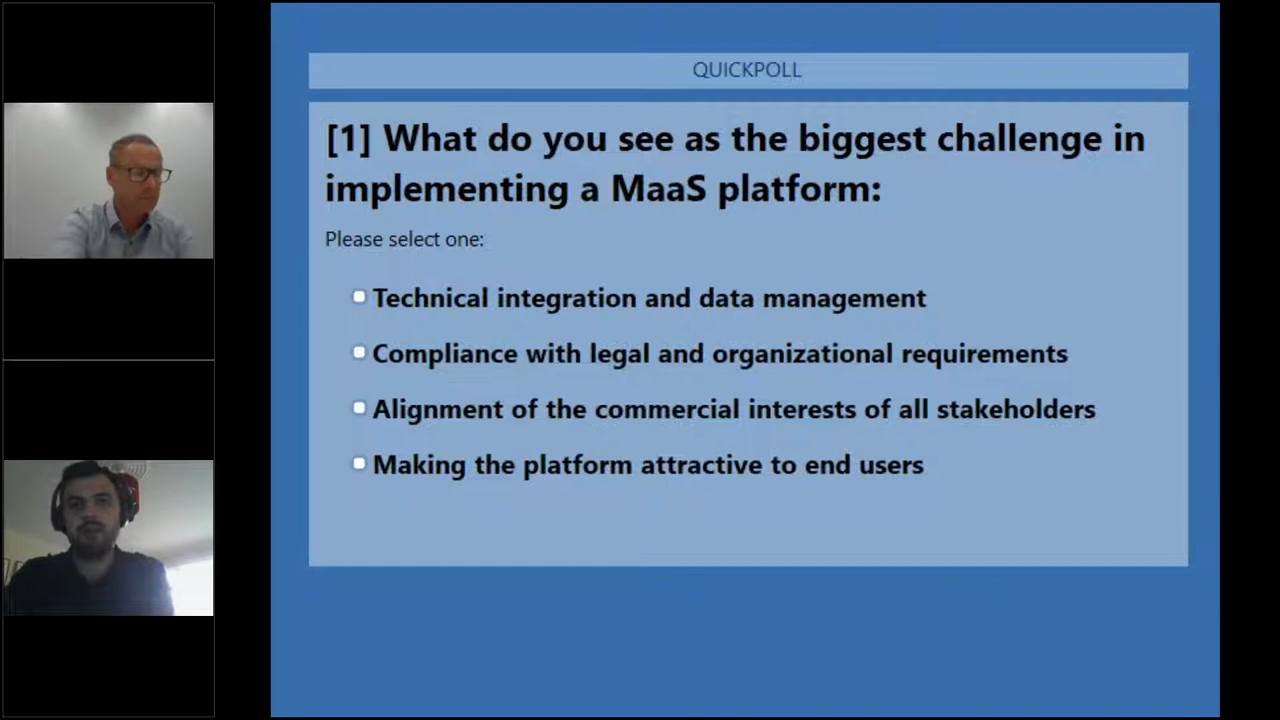 QUICKPOLL
[1] What do you see as the biggest challenge in
implementing a MaaS platform:
Please select one:
Technical integration and data management
Compliance with legal and organizational requirements
Alignment of the commercial interests of all stakeholders
Making the platform attractive to end users